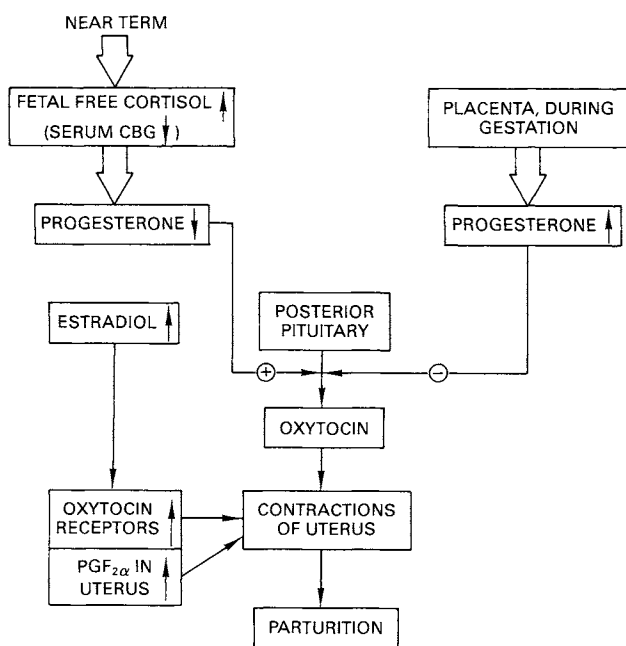 NEAR TERM
FETAL FREE CORTISOL ↑
(SERUM CBG ↓)
PROGESTERONE ↓
PLACENTA, DURING
GESTATION
PROGESTERONE ↑
ESTRADIOL ↑
POSTERIOR
PITUITARY
+
−
OXYTOCIN
OXYTOCIN
RECEPTORS ↑
PGF₂α IN
UTERUS ↑
CONTRACTIONS
OF UTERUS
PARTURITION